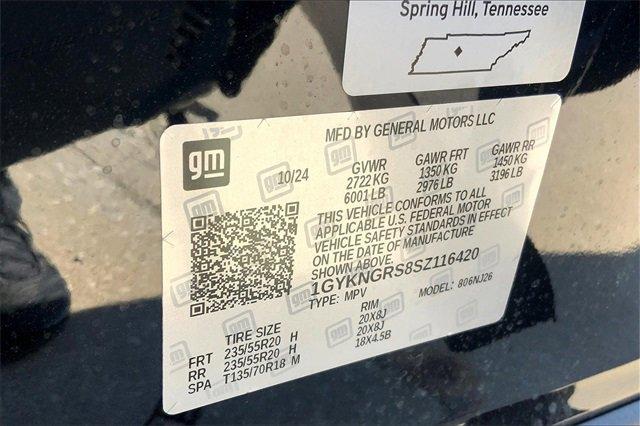 Spring Hill, Tennessee
MFD BY GENERAL MOTORS LLC
gm
10/24
GVWR
2722 KG
6001 LB
GAWR FRT
1350 KG
2976 LB
GAWR RR
1450 KG
3196 LB
THIS VEHICLE CONFORMS TO ALL
APPLICABLE U.S. FEDERAL MOTOR
VEHICLE SAFETY STANDARDS IN EFFECT
ON THE DATE OF MANUFACTURE
SHOWN ABOVE.
1GYKNGRS8SZ116420
TYPE: MPV
MODEL: 806NJ26
TIRE SIZE
RIM
FRT 235/55R20 H 20X8J
RR 235/55R20 H 20X8J
SPA T135/70R18 M 18X4.5B